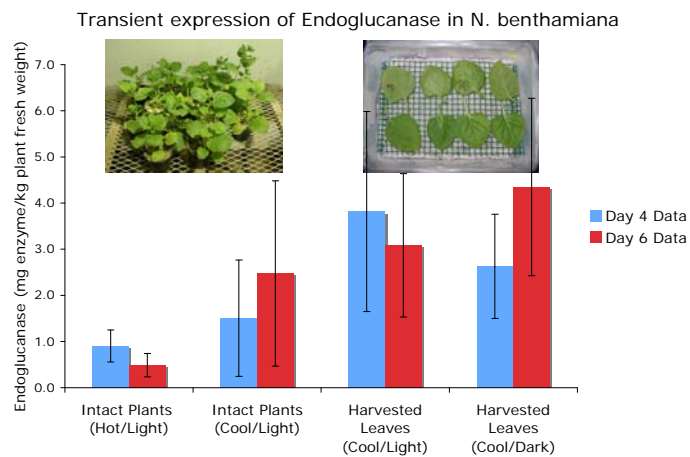 Transient expression of Endoglucanase in N. benthamiana
Endoglucanase (mg enzyme/kg plant fresh weight)
7.0
6.0
5.0
4.0
3.0
2.0
1.0
0.0
Intact Plants
(Hot/Light)
Intact Plants
(Cool/Light)
Harvested
Leaves
(Cool/Light)
Harvested
Leaves
(Cool/Dark)
Day 4 Data
Day 6 Data